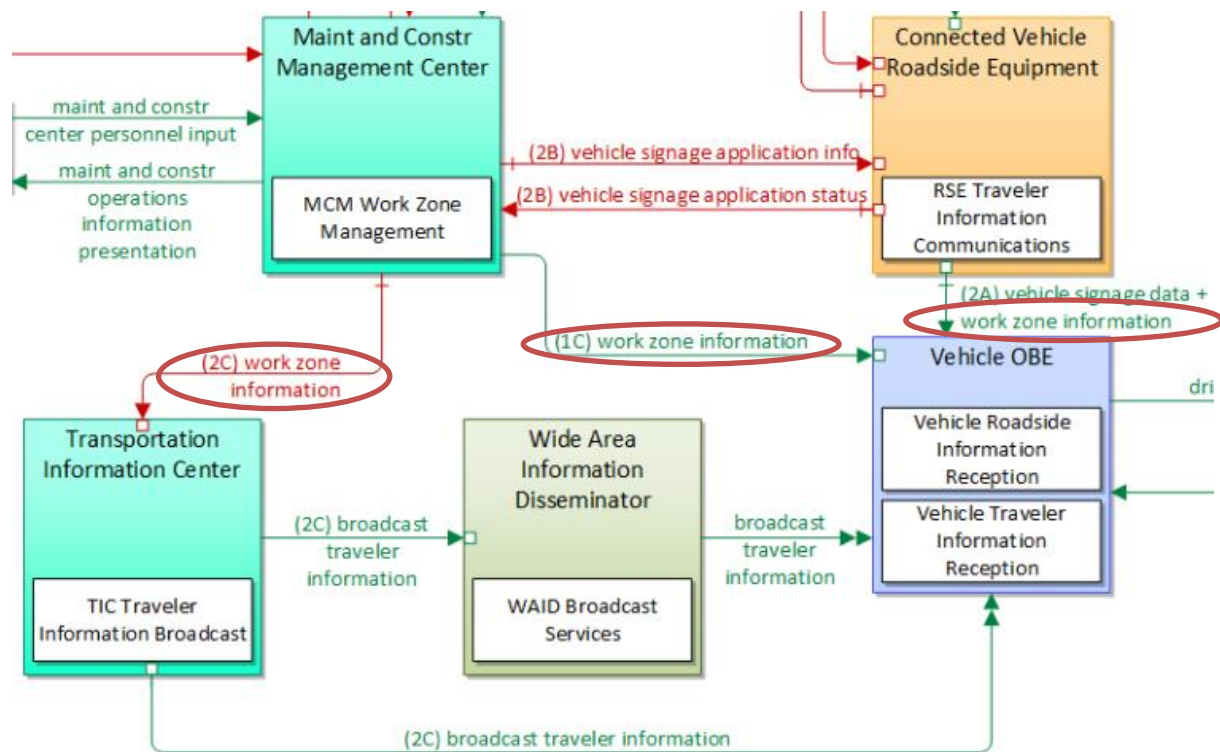 Maint and Constr
Management Center
Connected Vehicle
Roadside Equipment
maint and constr
center personnel input
maint and constr
operations
information
presentation
(2B) vehicle signage application info
(2B) vehicle signage application status
MCM Work Zone
Management
RSE Traveler
Information
Communications
(2A) vehicle signage data +
work zone information
(2C) work zone
information
(1C) work zone information
Vehicle OBE
dri
Vehicle Roadside
Information
Reception
Vehicle Traveler
Information
Reception
Transportation
Information Center
Wide Area
Information
Disseminator
(2C) broadcast
traveler
information
broadcast
traveler
information
TIC Traveler
Information Broadcast
WAID Broadcast
Services
(2C) broadcast traveler information